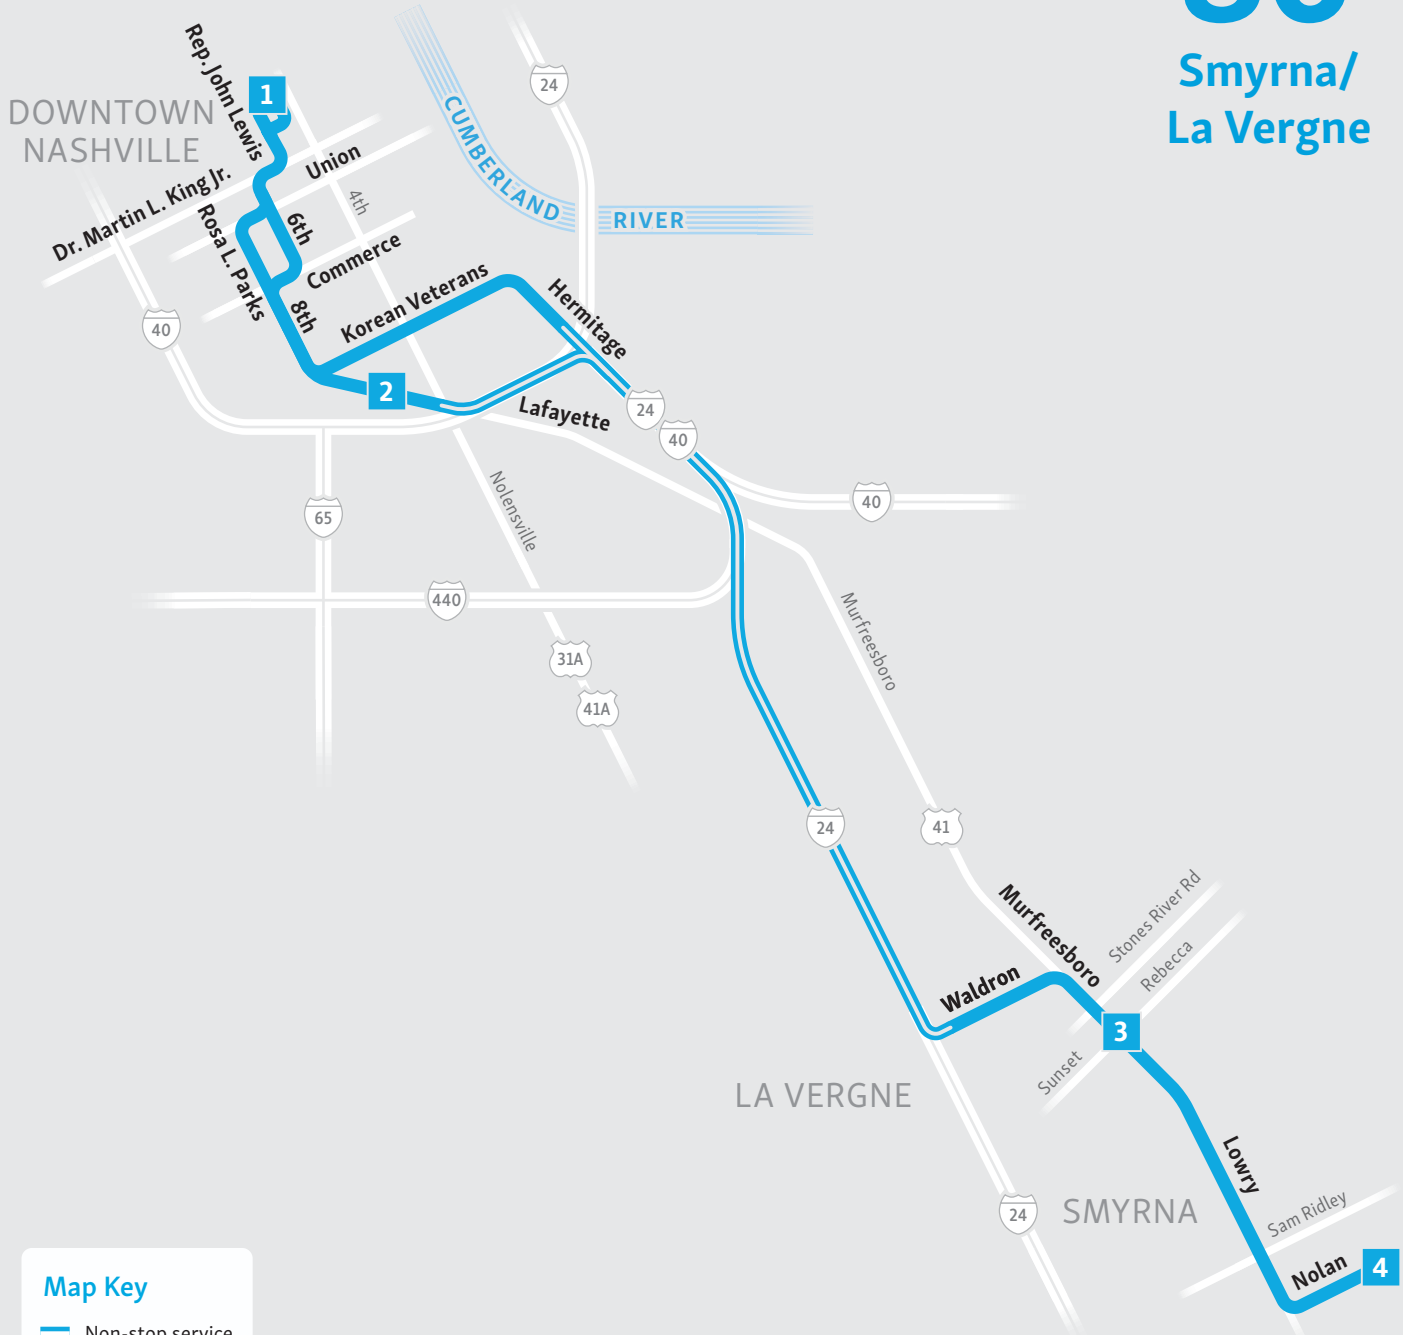 Smyrna/
La Vergne
DOWNTOWN
NASHVILLE
Rep. John Lewis
1
24
CUMBERLAND
RIVER
Dr. Martin L. King Jr.
Union
4th
Rosa L. Parks
6th
Commerce
8th
Korean Veterans
Hermitage
40
2
Lafayette
24
40
40
65
Nolensville
440
31A
41A
Murfreesboro
24
41
Murfreesboro
Stones River Rd
Rebecca
Waldron
3
Sunset
LA VERGNE
Lowry
24
SMYRNA
Sam Ridley
Nolan
4
Map Key
Non-stop service